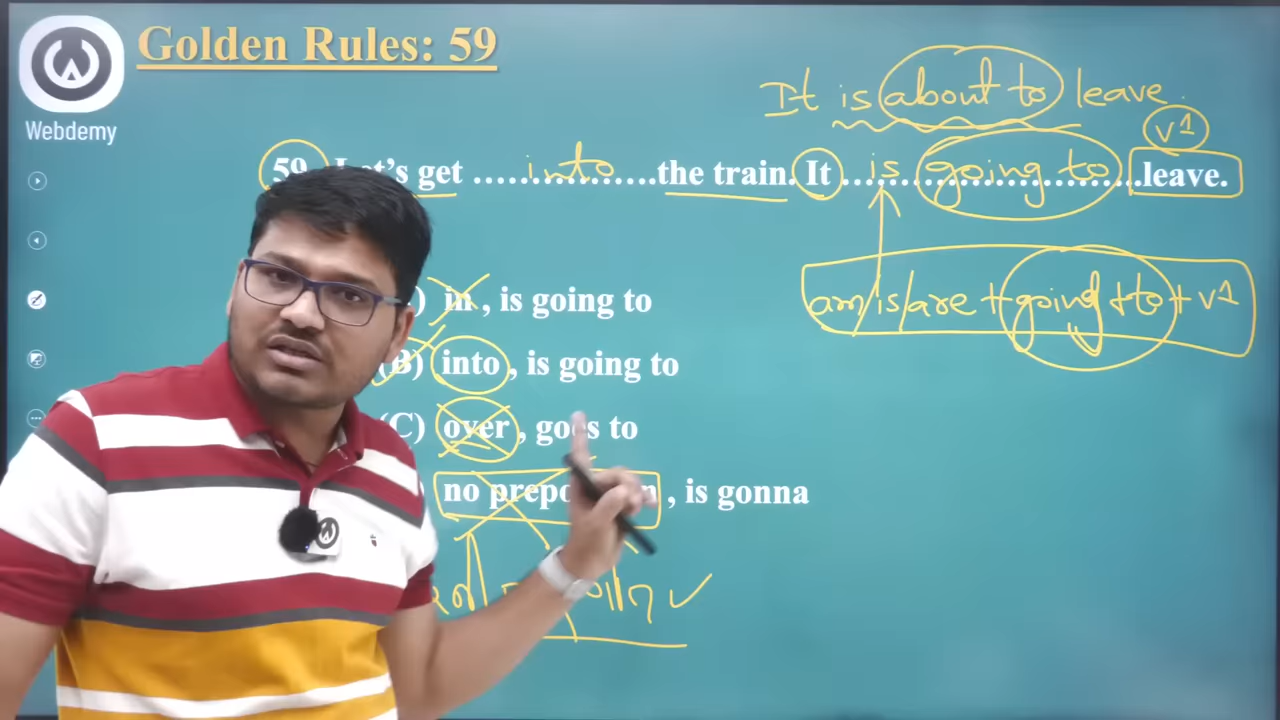 Golden Rules: 59
Webdemy
It is about to leave.
v1
59. Let's get ............into............the train. It ......is going to......leave.
am/is/are + going + to + v1
) in , is going to
(B) into , is going to
(C) over , goes to
no prepo n , is gonna